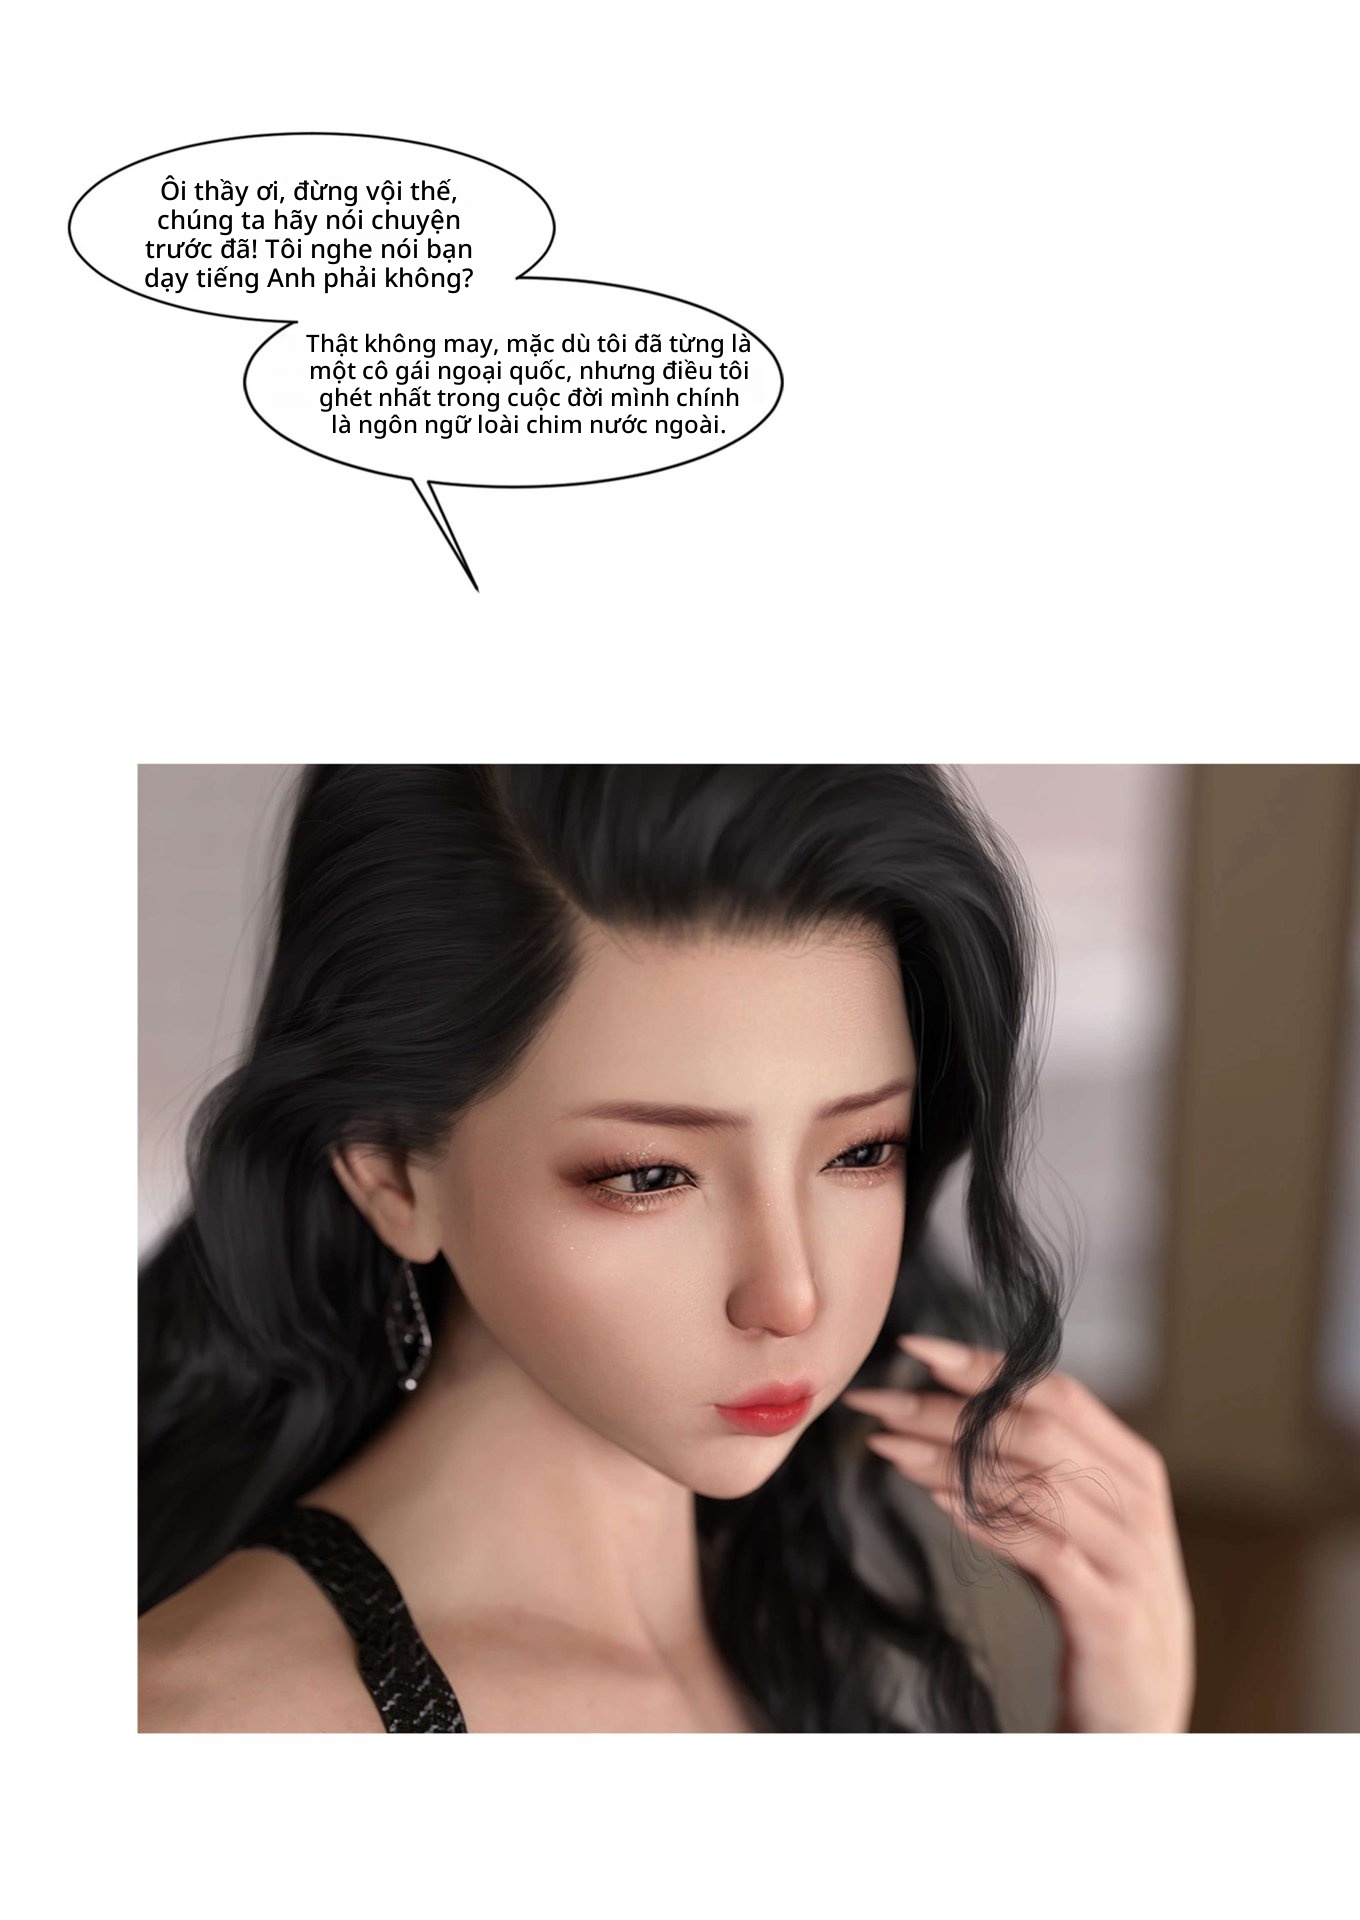 Ôi thầy ơi, đừng vội thế,
chúng ta hãy nói chuyện
trước đã! Tôi nghe nói bạn
dạy tiếng Anh phải không?
Thật không may, mặc dù tôi đã từng là
một cô gái ngoại quốc, nhưng điều tôi
ghét nhất trong cuộc đời mình chính
là ngôn ngữ loài chim nước ngoài.